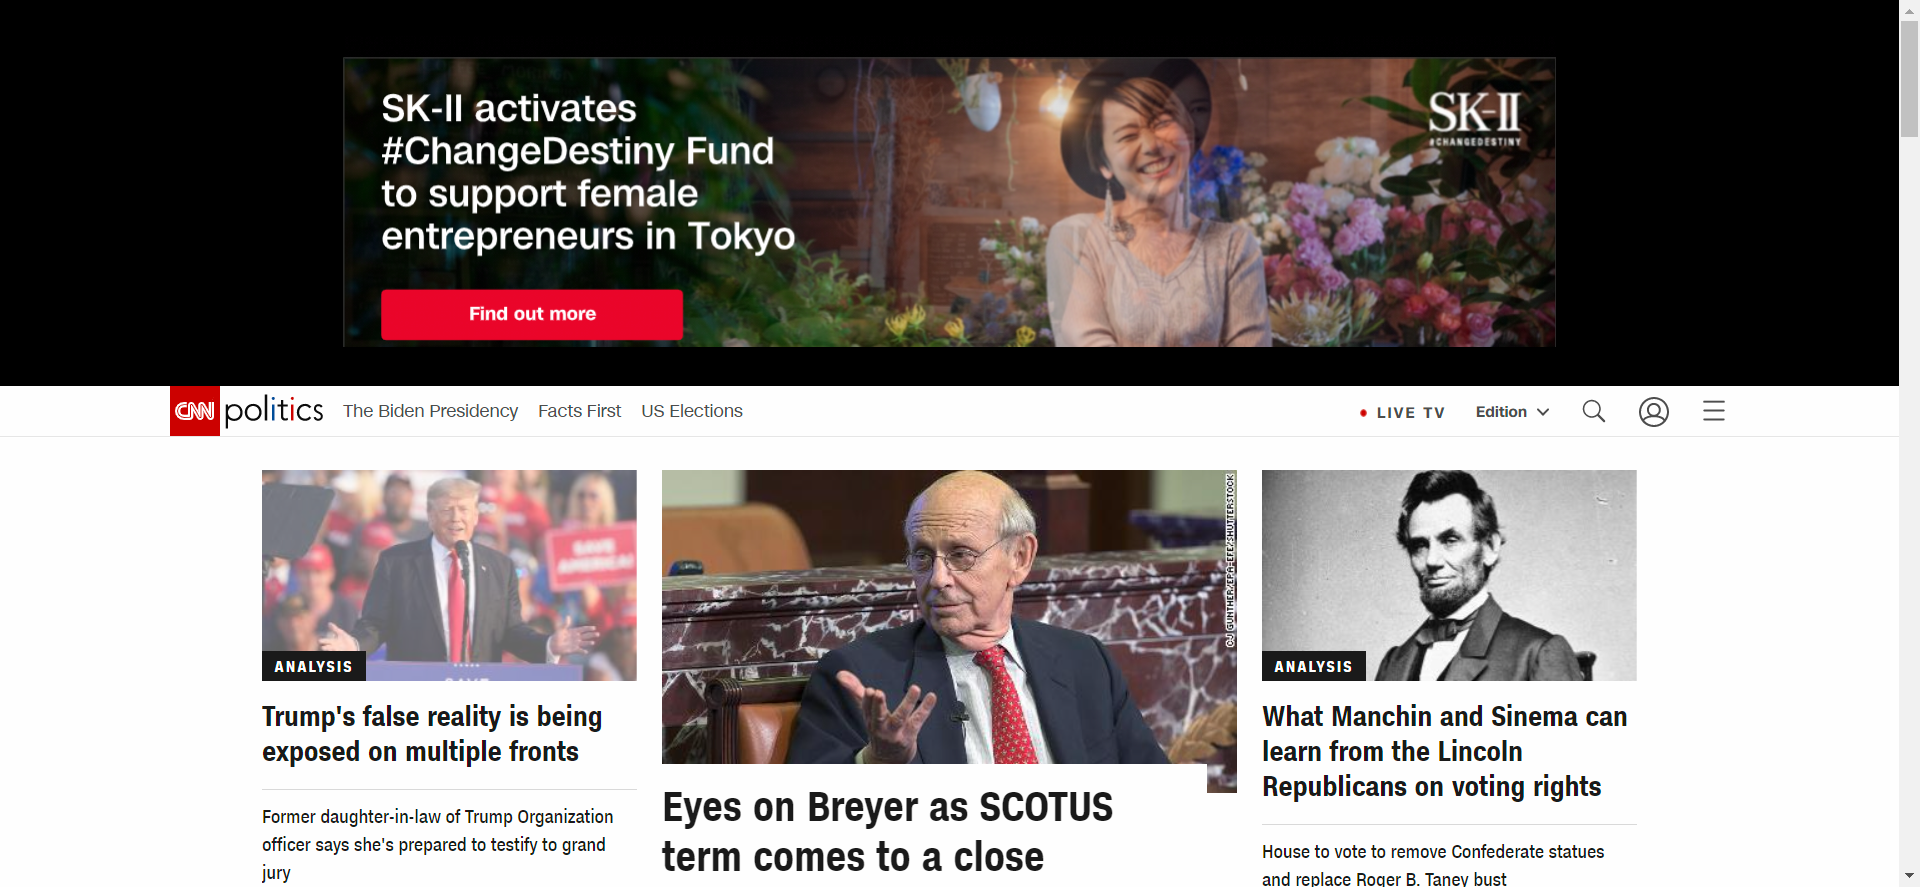 SK-II activates
#ChangeDestiny Fund
to support female
entrepreneurs in Tokyo
Find out more
SK-II
#CHANGEDESTINY
CNN politics The Biden Presidency Facts First US Elections LIVE TV Edition
SAVE
AMERICA!
SAVE
ANALYSIS
Trump's false reality is being
exposed on multiple fronts
Former daughter-in-law of Trump Organization
officer says she's prepared to testify to grand
jury
CJ GUNTHER/EPA-EFE/SHUTTERSTOCK
Eyes on Breyer as SCOTUS
term comes to a close
ANALYSIS
What Manchin and Sinema can
learn from the Lincoln
Republicans on voting rights
House to vote to remove Confederate statues
and replace Roger B. Taney bust